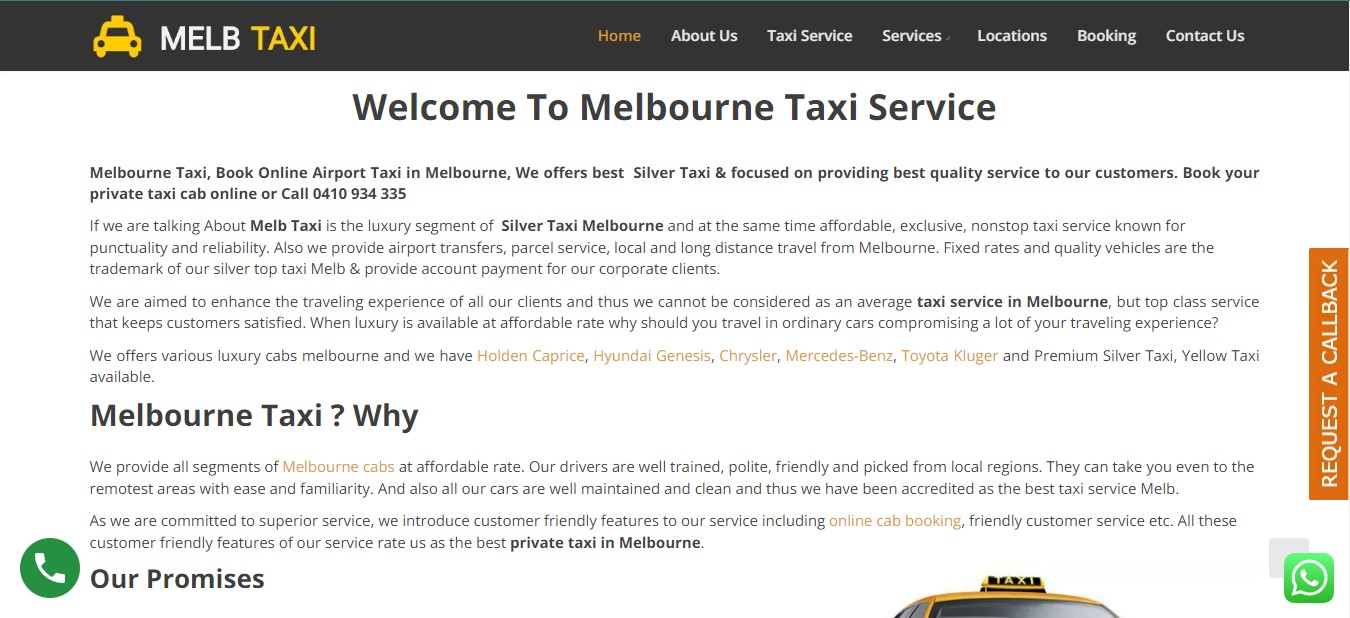 MELB TAXI
Home About Us Taxi Service Services Locations Booking Contact Us
Welcome To Melbourne Taxi Service
Melbourne Taxi, Book Online Airport Taxi in Melbourne, We offers best Silver Taxi & focused on providing best quality service to our customers. Book your
private taxi cab online or Call 0410 934 335
If we are talking About Melb Taxi is the luxury segment of Silver Taxi Melbourne and at the same time affordable, exclusive, nonstop taxi service known for
punctuality and reliability. Also we provide airport transfers, parcel service, local and long distance travel from Melbourne. Fixed rates and quality vehicles are the
trademark of our silver top taxi Melb & provide account payment for our corporate clients.
We are aimed to enhance the traveling experience of all our clients and thus we cannot be considered as an average taxi service in Melbourne, but top class service
that keeps customers satisfied. When luxury is available at affordable rate why should you travel in ordinary cars compromising a lot of your traveling experience?
We offers various luxury cabs melbourne and we have Holden Caprice, Hyundai Genesis, Chrysler, Mercedes-Benz, Toyota Kluger and Premium Silver Taxi, Yellow Taxi
available.
Melbourne Taxi ? Why
We provide all segments of Melbourne cabs at affordable rate. Our drivers are well trained, polite, friendly and picked from local regions. They can take you even to the
remotest areas with ease and familiarity. And also all our cars are well maintained and clean and thus we have been accredited as the best taxi service Melb.
As we are committed to superior service, we introduce customer friendly features to our service including online cab booking, friendly customer service etc. All these
customer friendly features of our service rate us as the best private taxi in Melbourne.
Our Promises
TAXI
REQUEST A CALLBACK